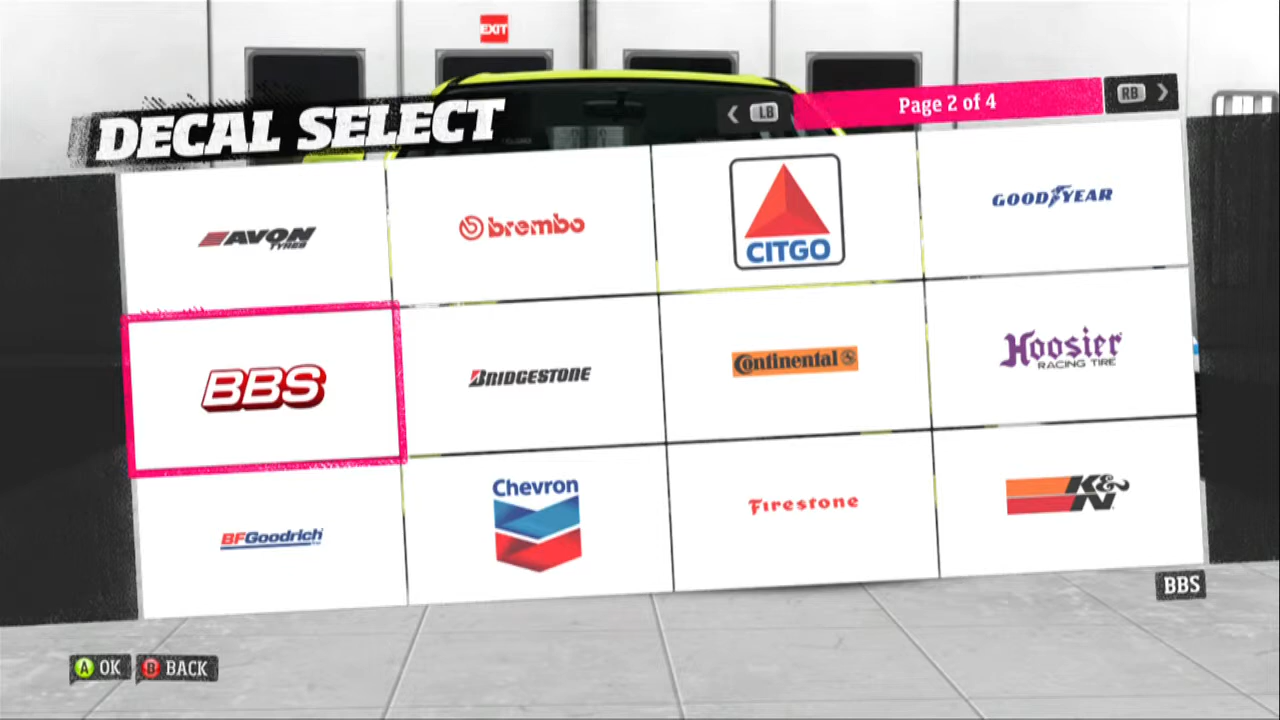 EXIT
DECAL SELECT
LB
Page 2 of 4
RB
AVON
TYRES
brembo
CITGO
GOODYEAR
BBS
BRIDGESTONE
Continental
Hoosier
RACING TIRE
BFGoodrich
Chevron
Firestone
K&N
BBS
A OK
B BACK